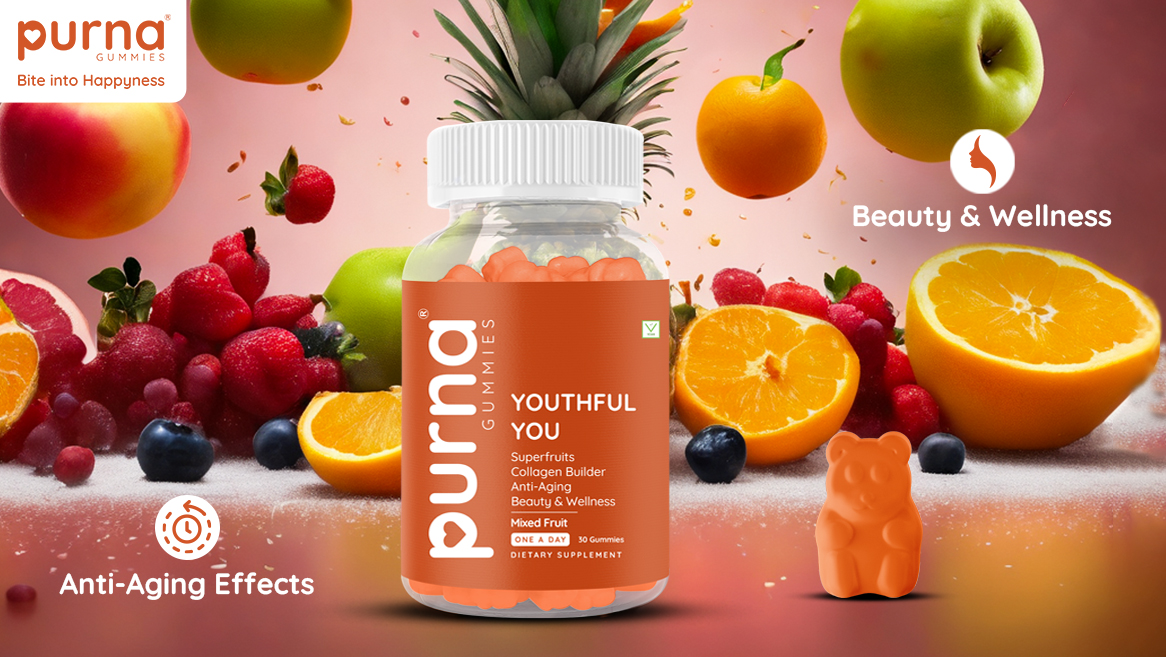 purna®
GUMMIES
Bite into Happyness
Beauty & Wellness
purna®
GUMMIES
YOUTHFUL
YOU
Superfruits
Collagen Builder
Anti-Aging
Beauty & Wellness
Mixed Fruit
ONE A DAY 30 Gummies
DIETARY SUPPLEMENT
Anti-Aging Effects